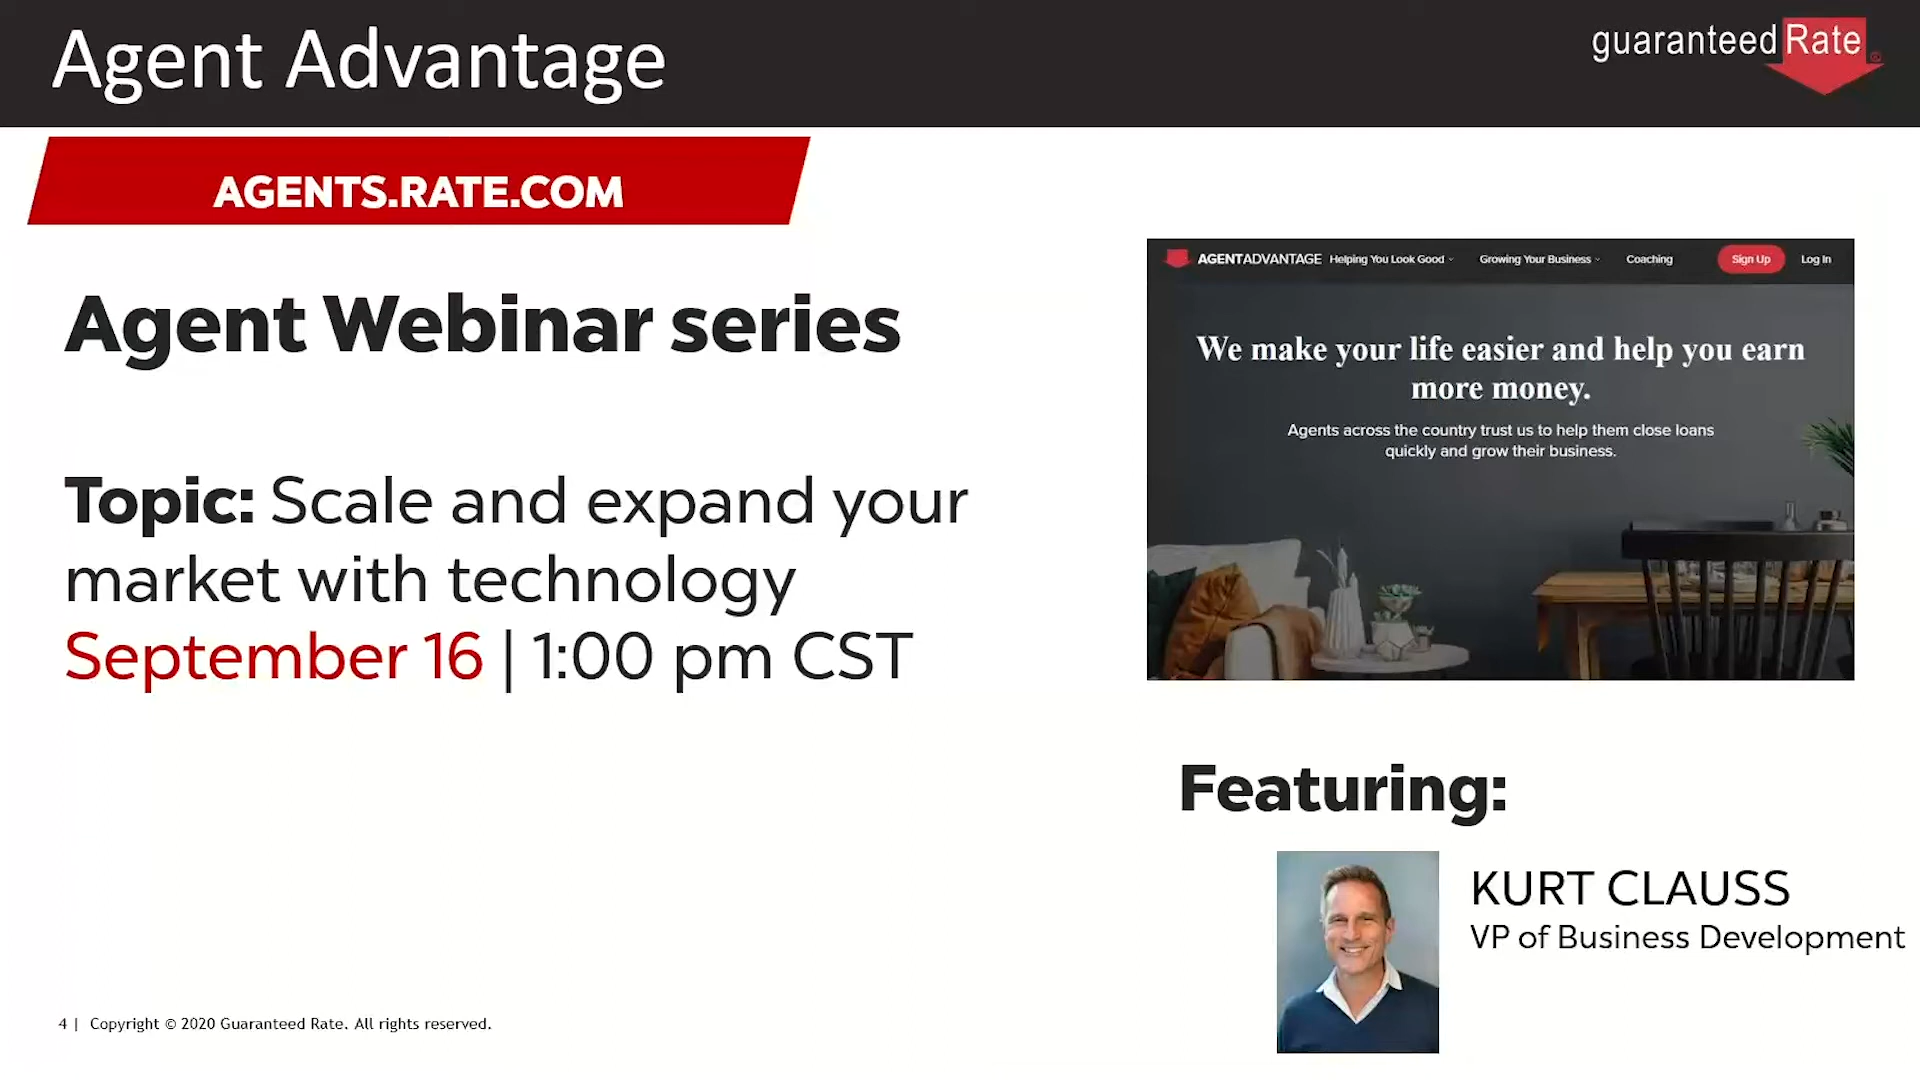 Agent Advantage
guaranteed Rate
AGENTS.RATE.COM
Agent Webinar series
Topic: Scale and expand your
market with technology
September 16 | 1:00 pm CST
AGENTADVANTAGE Helping You Look Good Growing Your Business Coaching Sign Up Log In
We make your life easier and help you earn
more money.
Agents across the country trust us to help them close loans
quickly and grow their business.
Featuring:
KURT CLAUSS
VP of Business Development
4 | Copyright © 2020 Guaranteed Rate. All rights reserved.